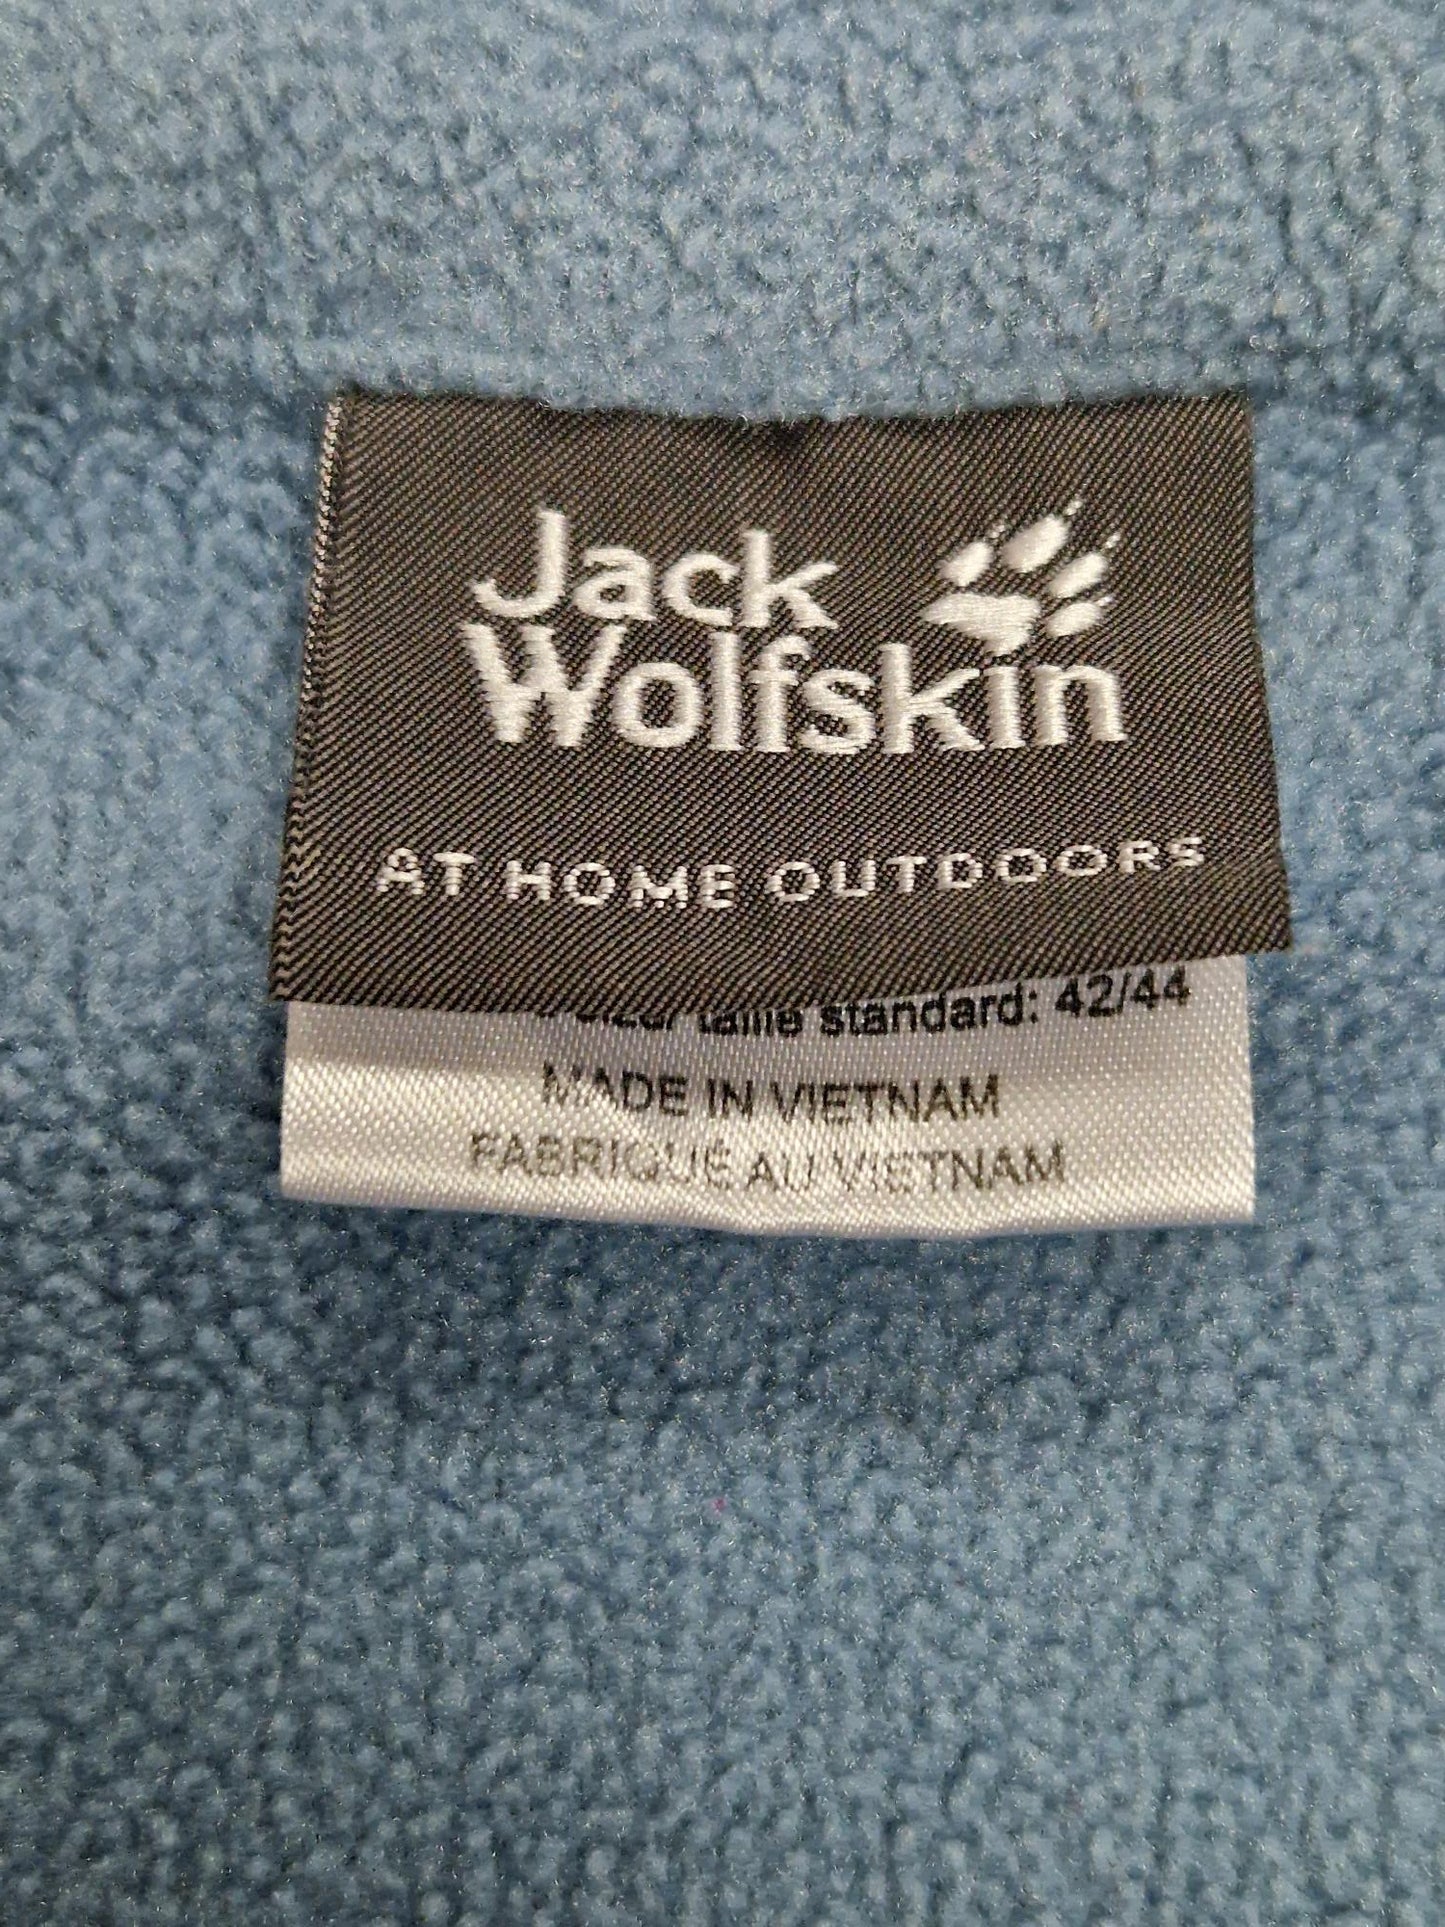 Jack
Wolfskin
AT HOME OUTDOORS
taille standard: 42/44
MADE IN VIETNAM
FABRIQUÉ AU VIETNAM